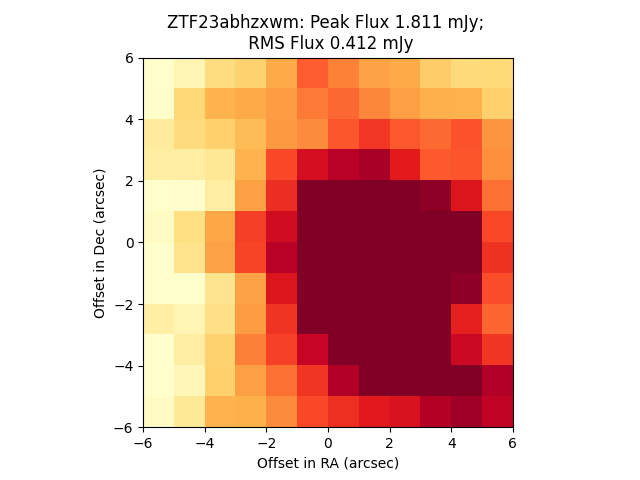 ZTF23abhzxwm: Peak Flux 1.811 mJy;
RMS Flux 0.412 mJy
6
4
2
0
−2
−4
−6
Offset in Dec (arcsec)
−6 −4 −2 0 2 4 6
Offset in RA (arcsec)